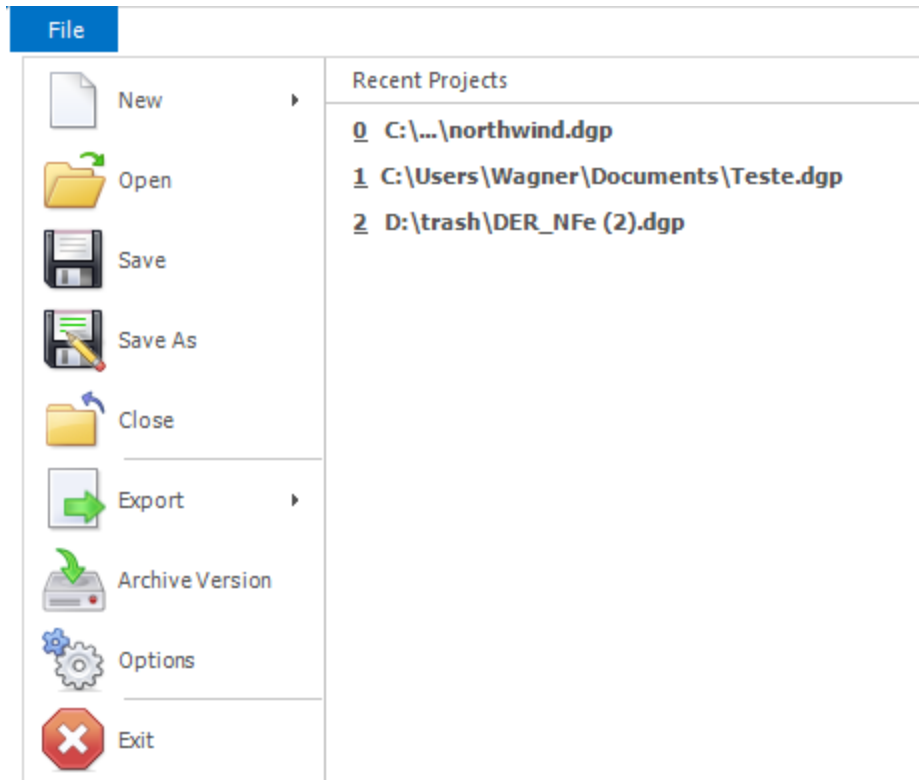 File
New
Open
Save
Save As
Close
Export
Archive Version
Options
Exit
Recent Projects
0 C:\...\northwind.dgp
1 C:\Users\Wagner\Documents\Teste.dgp
2 D:\trash\DER_NFe (2).dgp